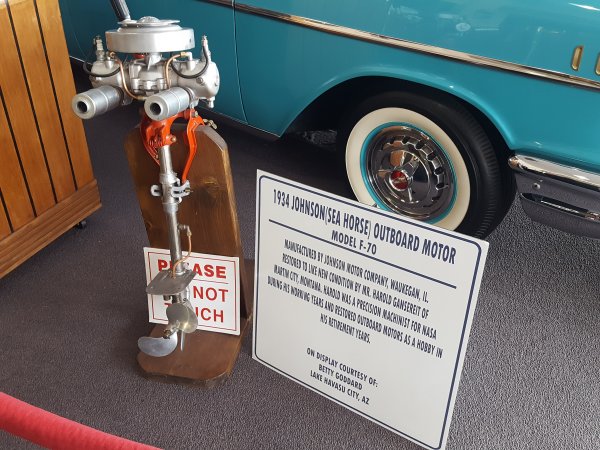 1934 JOHNSON(SEA HORSE) OUTBOARD MOTOR
MODEL F-70
MANUFACTURED BY JOHNSON MOTOR COMPANY, WAUKEGAN, IL.
RESTORED TO LIKE NEW CONDITION BY MR. HAROLD GANSEREIT OF
MARTIN CITY, MONTANA. HAROLD WAS A PRECISION MACHINIST FOR NASA
DURING HIS WORKING YEARS AND RESTORED OUTBOARD MOTORS AS A HOBBY IN
HIS RETIREMENT YEARS.
ON DISPLAY COURTESY OF:
BETTY GODDARD
LAKE HAVASU CITY, AZ
PLEASE
DO NOT
TOUCH